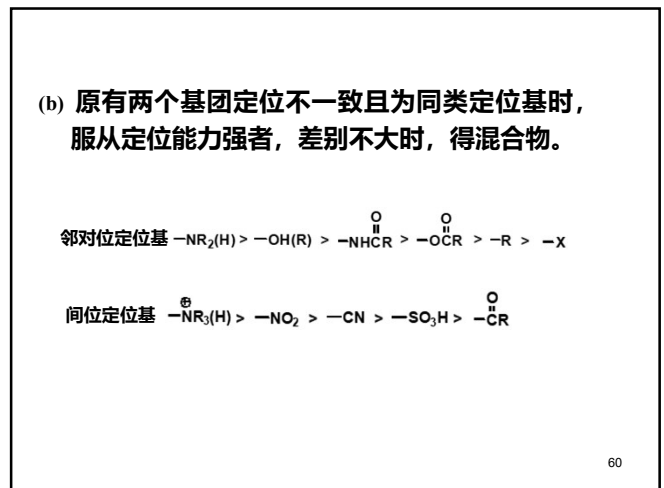 (b) 原有两个基团定位不一致且为同类定位基时，
服从定位能力强者，差别不大时，得混合物。
邻对位定位基 —NR₂(H) > —OH(R) > —NHCR(=O) > —OCR(=O) > —R > —X
间位定位基 —N⊕R₃(H) > —NO₂ > —CN > —SO₃H > —CR(=O)
60